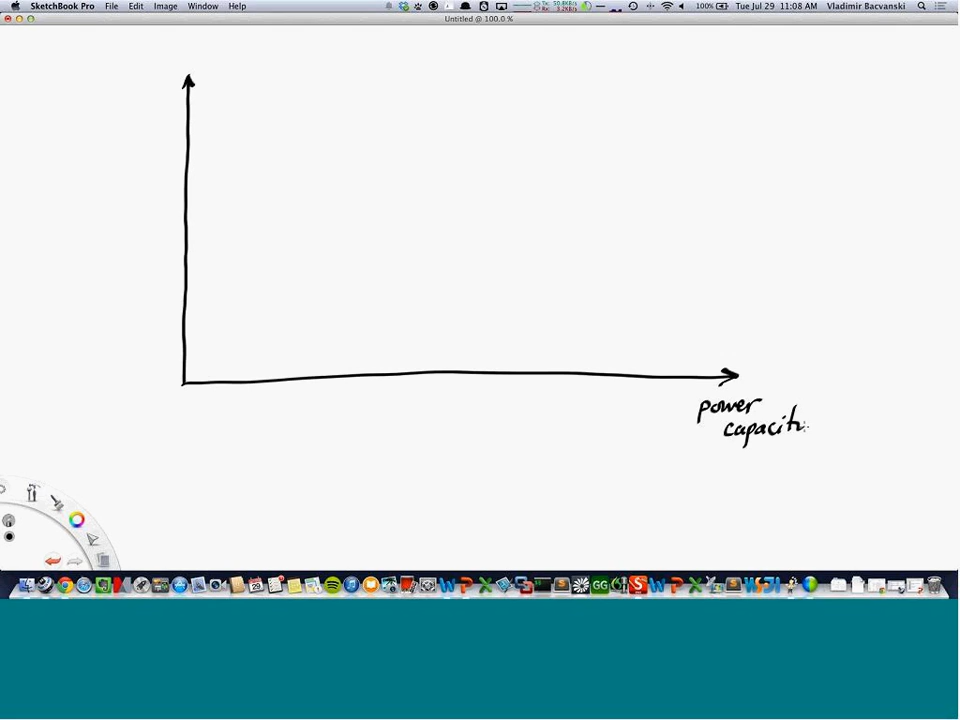 SketchBook Pro File Edit Image Window Help 100% Tue Jul 29 11:08 AM Vladimir Bacvanski
Untitled @ 100.0 %
power
capacit